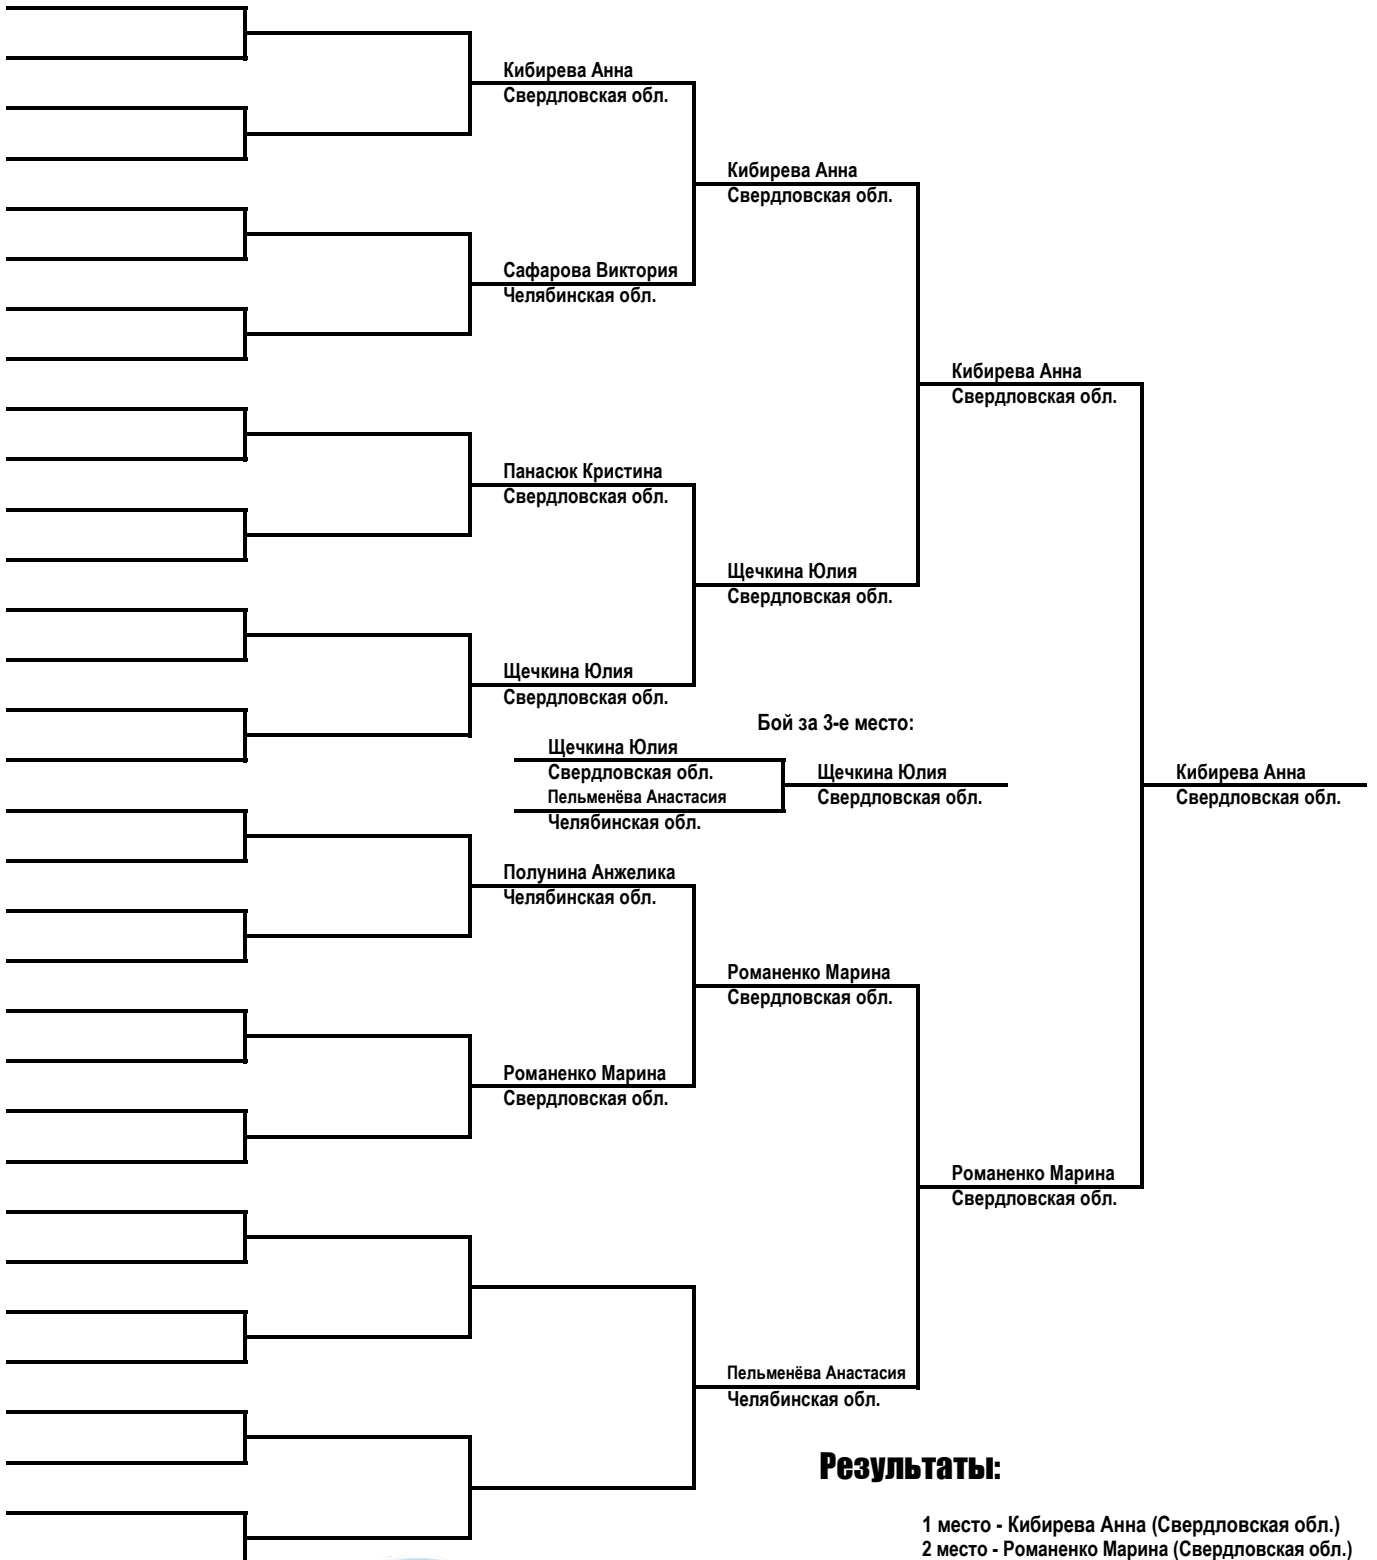 Кибирева Анна
Свердловская обл.
Кибирева Анна
Свердловская обл.
Сафарова Виктория
Челябинская обл.
Кибирева Анна
Свердловская обл.
Панасюк Кристина
Свердловская обл.
Щечкина Юлия
Свердловская обл.
Щечкина Юлия
Свердловская обл.
Бой за 3-е место:
Щечкина Юлия
Свердловская обл.
Пельменёва Анастасия
Челябинская обл.
Щечкина Юлия
Свердловская обл.
Кибирева Анна
Свердловская обл.
Полунина Анжелика
Челябинская обл.
Романенко Марина
Свердловская обл.
Романенко Марина
Свердловская обл.
Романенко Марина
Свердловская обл.
Пельменёва Анастасия
Челябинская обл.
Результаты:
1 место - Кибирева Анна (Свердловская обл.)
2 место - Романенко Марина (Свердловская обл.)